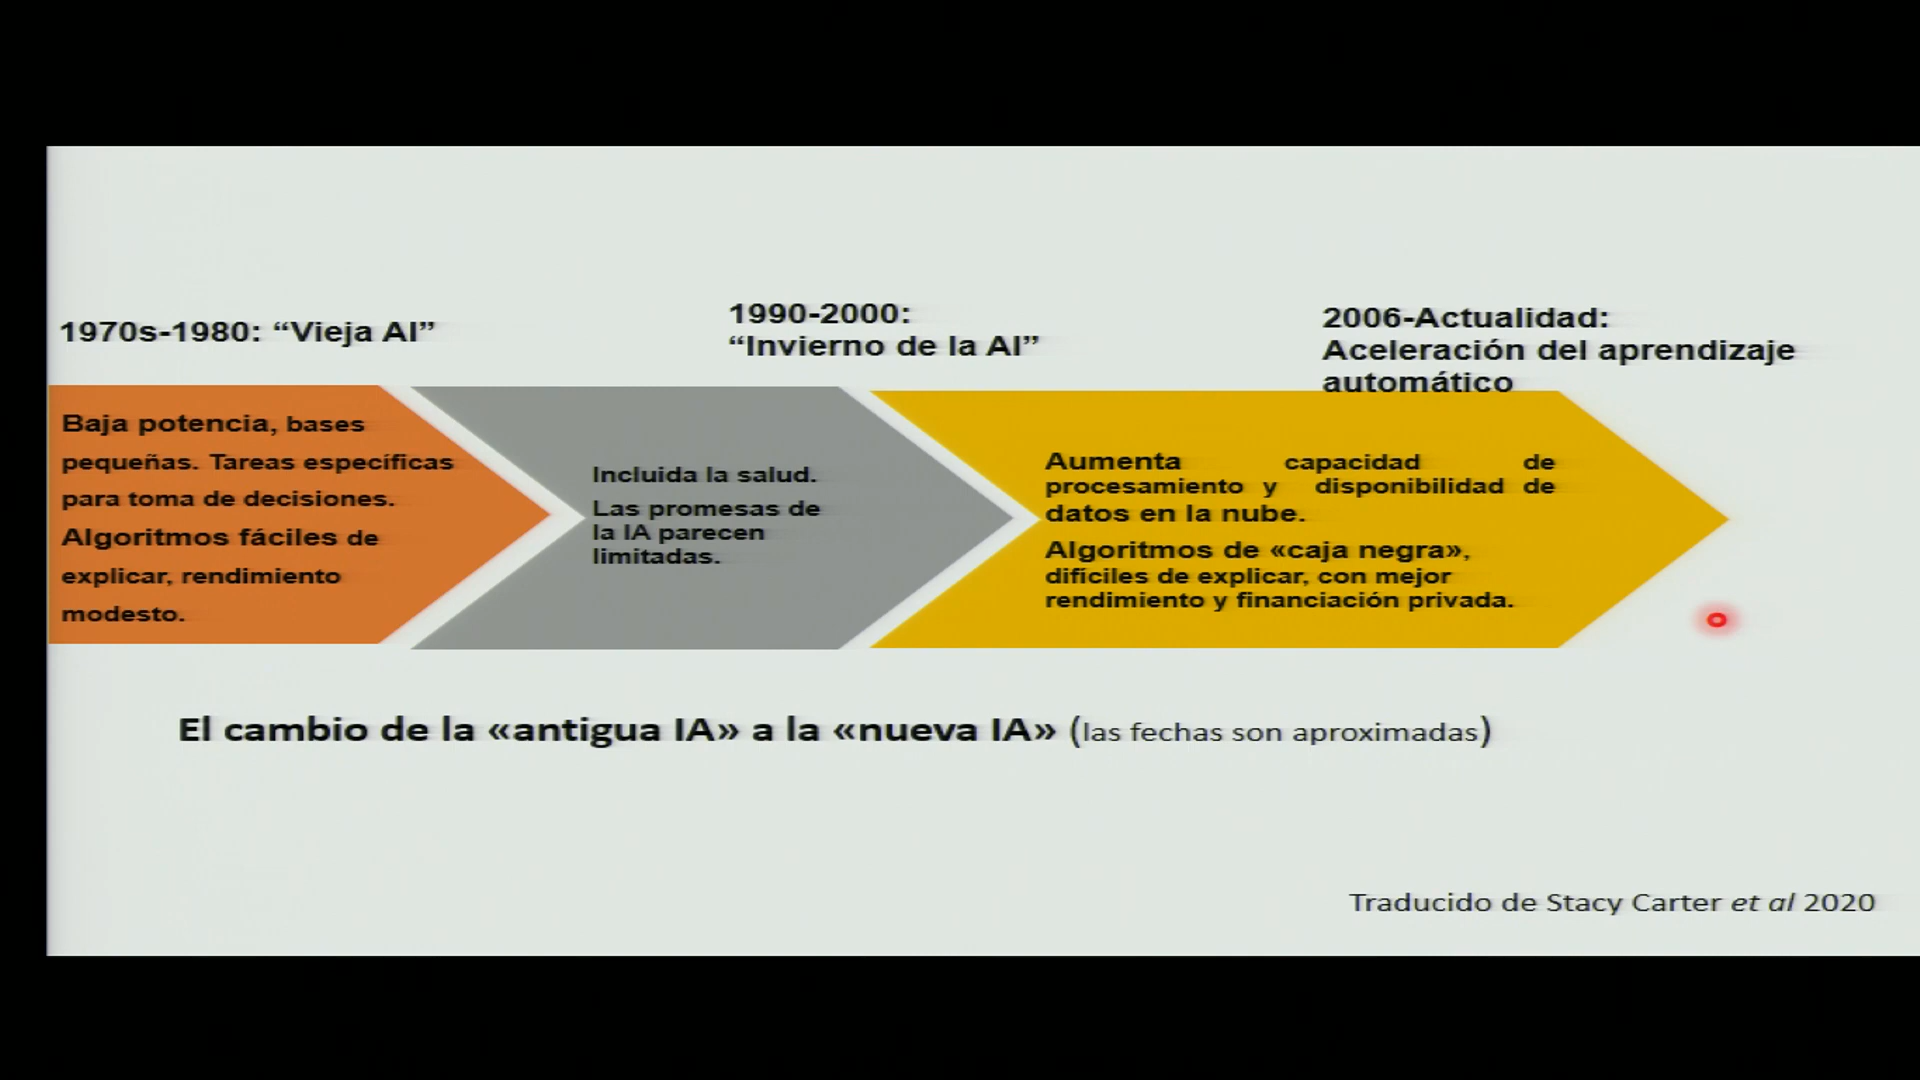 1970s-1980: “Vieja AI”
1990-2000:
“Invierno de la AI”
2006-Actualidad:
Aceleración del aprendizaje
automático
Baja potencia, bases
pequeñas. Tareas específicas
para toma de decisiones.
Algoritmos fáciles de
explicar, rendimiento
modesto.
Incluida la salud.
Las promesas de
la IA parecen
limitadas.
Aumenta capacidad de
procesamiento y disponibilidad de
datos en la nube.
Algoritmos de «caja negra»,
difíciles de explicar, con mejor
rendimiento y financiación privada.
El cambio de la «antigua IA» a la «nueva IA» (las fechas son aproximadas)
Traducido de Stacy Carter et al 2020